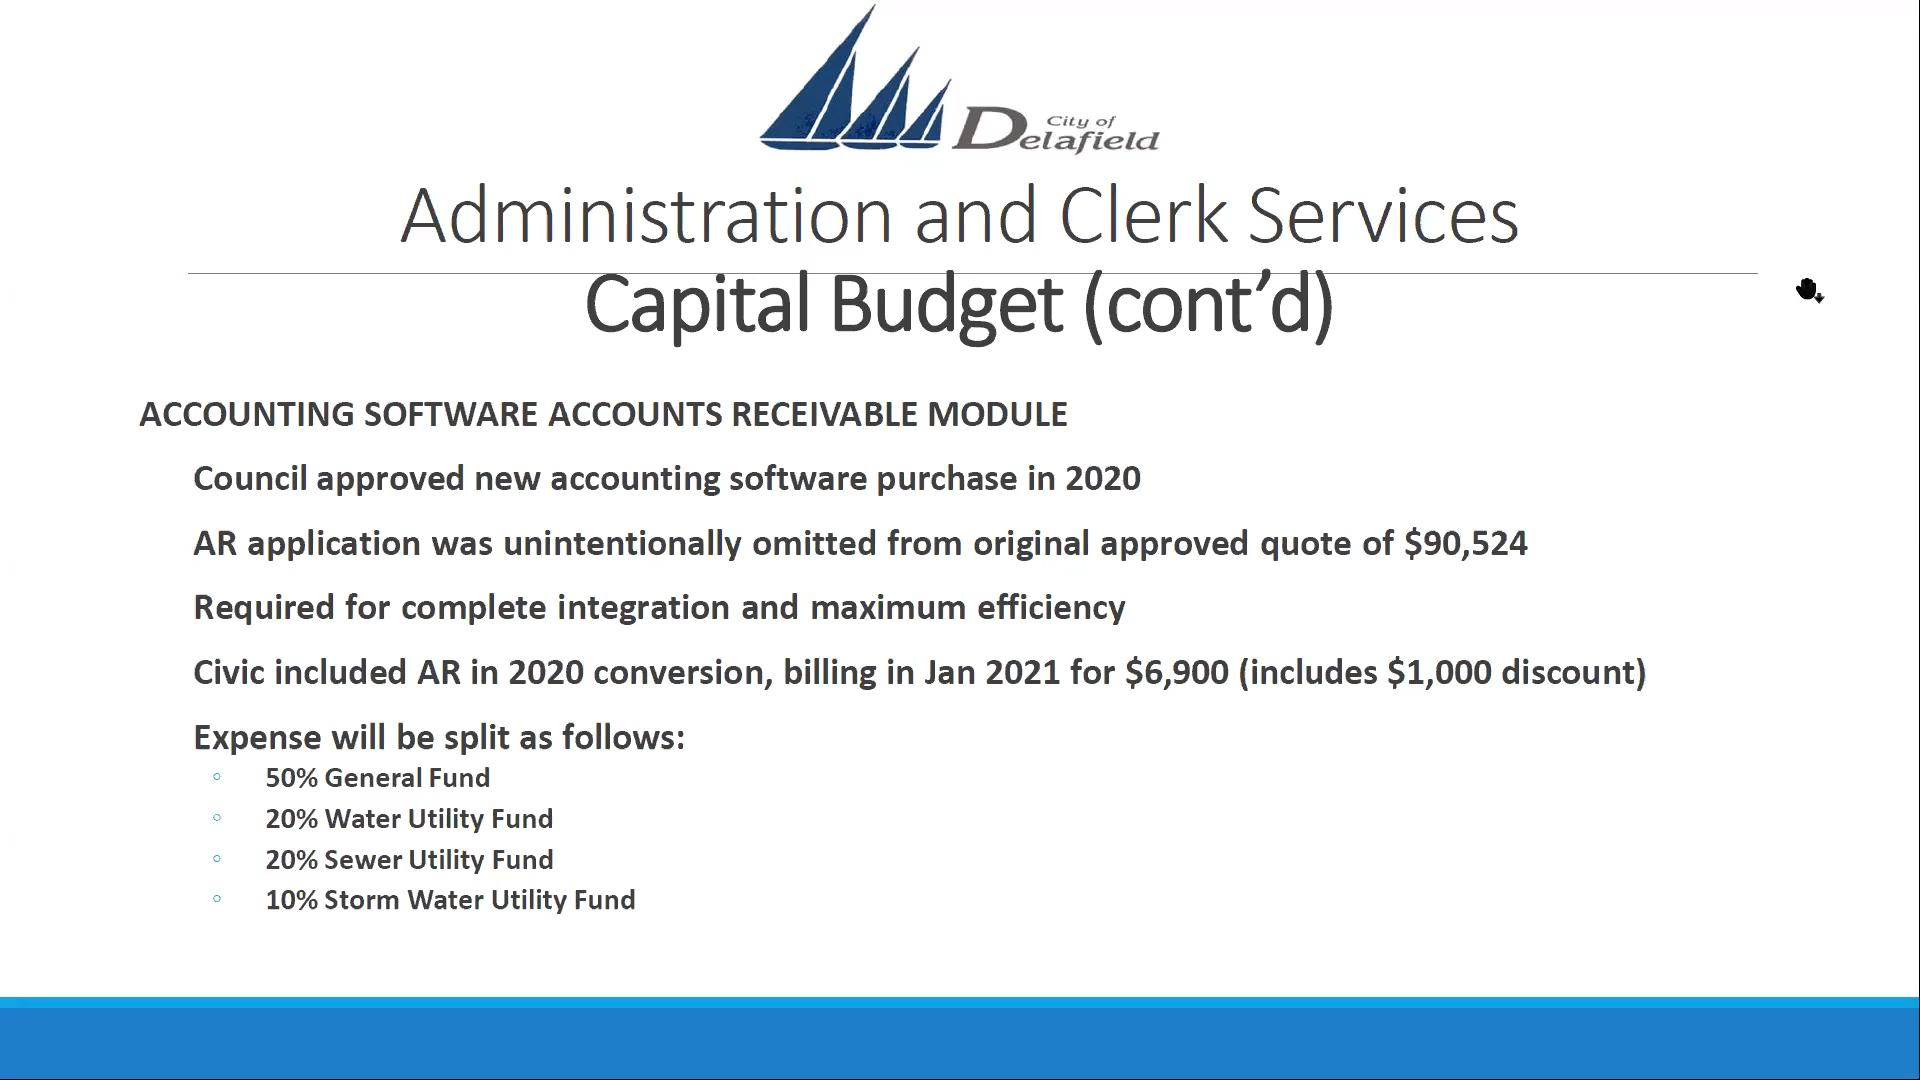 City of
Delafield
Administration and Clerk Services
Capital Budget (cont’d)
ACCOUNTING SOFTWARE ACCOUNTS RECEIVABLE MODULE
Council approved new accounting software purchase in 2020
AR application was unintentionally omitted from original approved quote of $90,524
Required for complete integration and maximum efficiency
Civic included AR in 2020 conversion, billing in Jan 2021 for $6,900 (includes $1,000 discount)
Expense will be split as follows:
◦ 50% General Fund
◦ 20% Water Utility Fund
◦ 20% Sewer Utility Fund
◦ 10% Storm Water Utility Fund